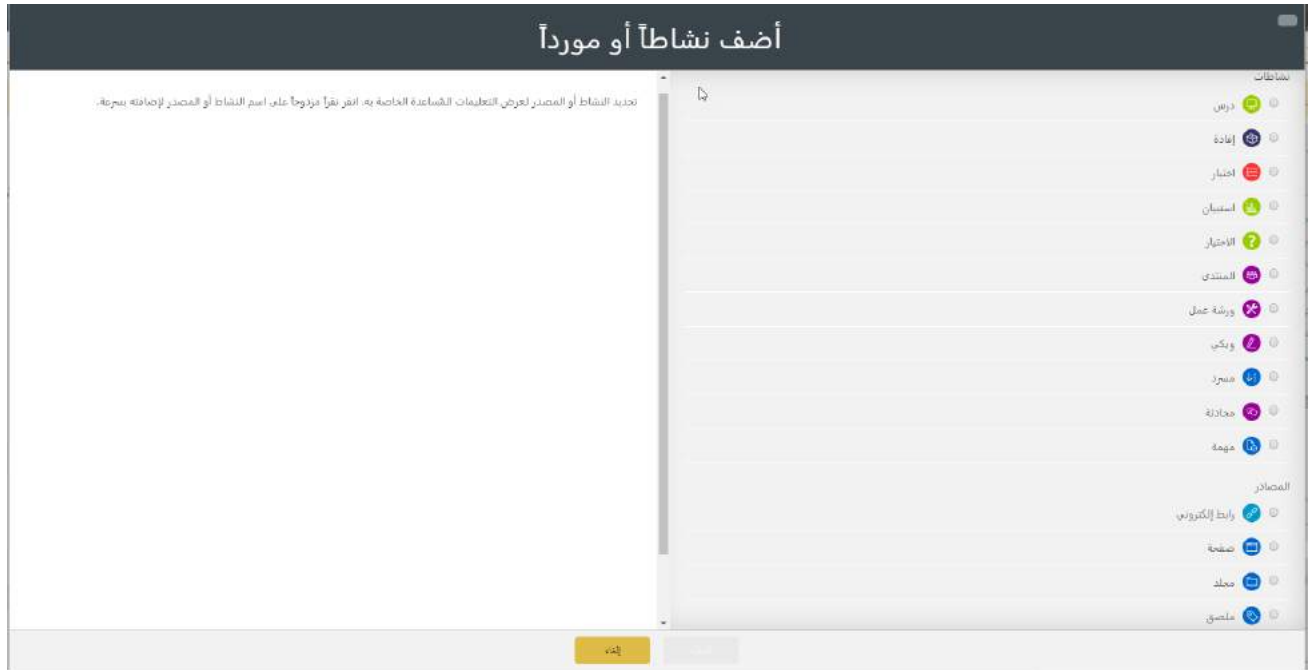 أضف نشاطاً أو مورداً
نشاطات
درس
إفادة
اختبار
استبيان
الاختيار
المنتدى
ورشة عمل
ويكي
مسرد
محادثة
مهمة
المصادر
رابط إلكتروني
صفحة
مجلد
ملصق
تحديد النشاط أو المصدر لعرض التعليمات المُساعدة الخاصة به. انقر نقراً مزدوجاً على اسم النشاط أو المصدر لإضافته بسرعة.
إلغاء